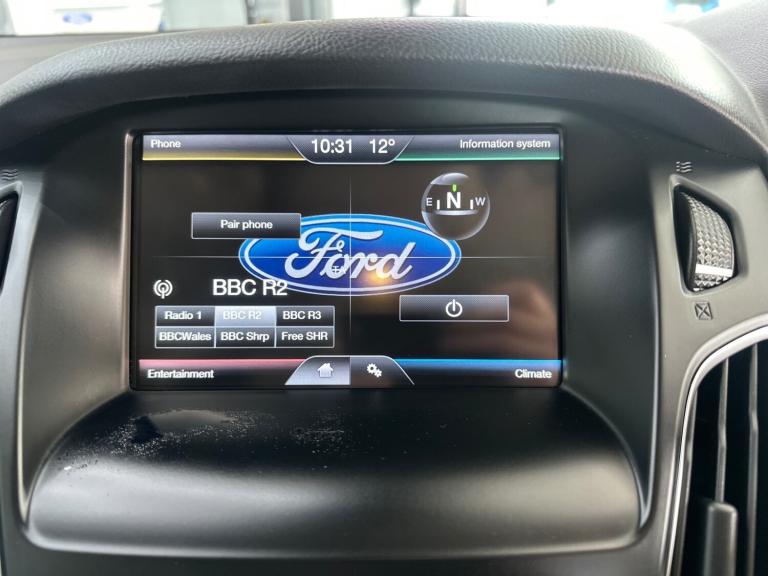 Phone
10:31 12°
Information system
E N W
Pair phone
Ford
BBC R2
Radio 1 BBC R2 BBC R3
BBCWales BBC Shrp Free SHR
Entertainment
Climate